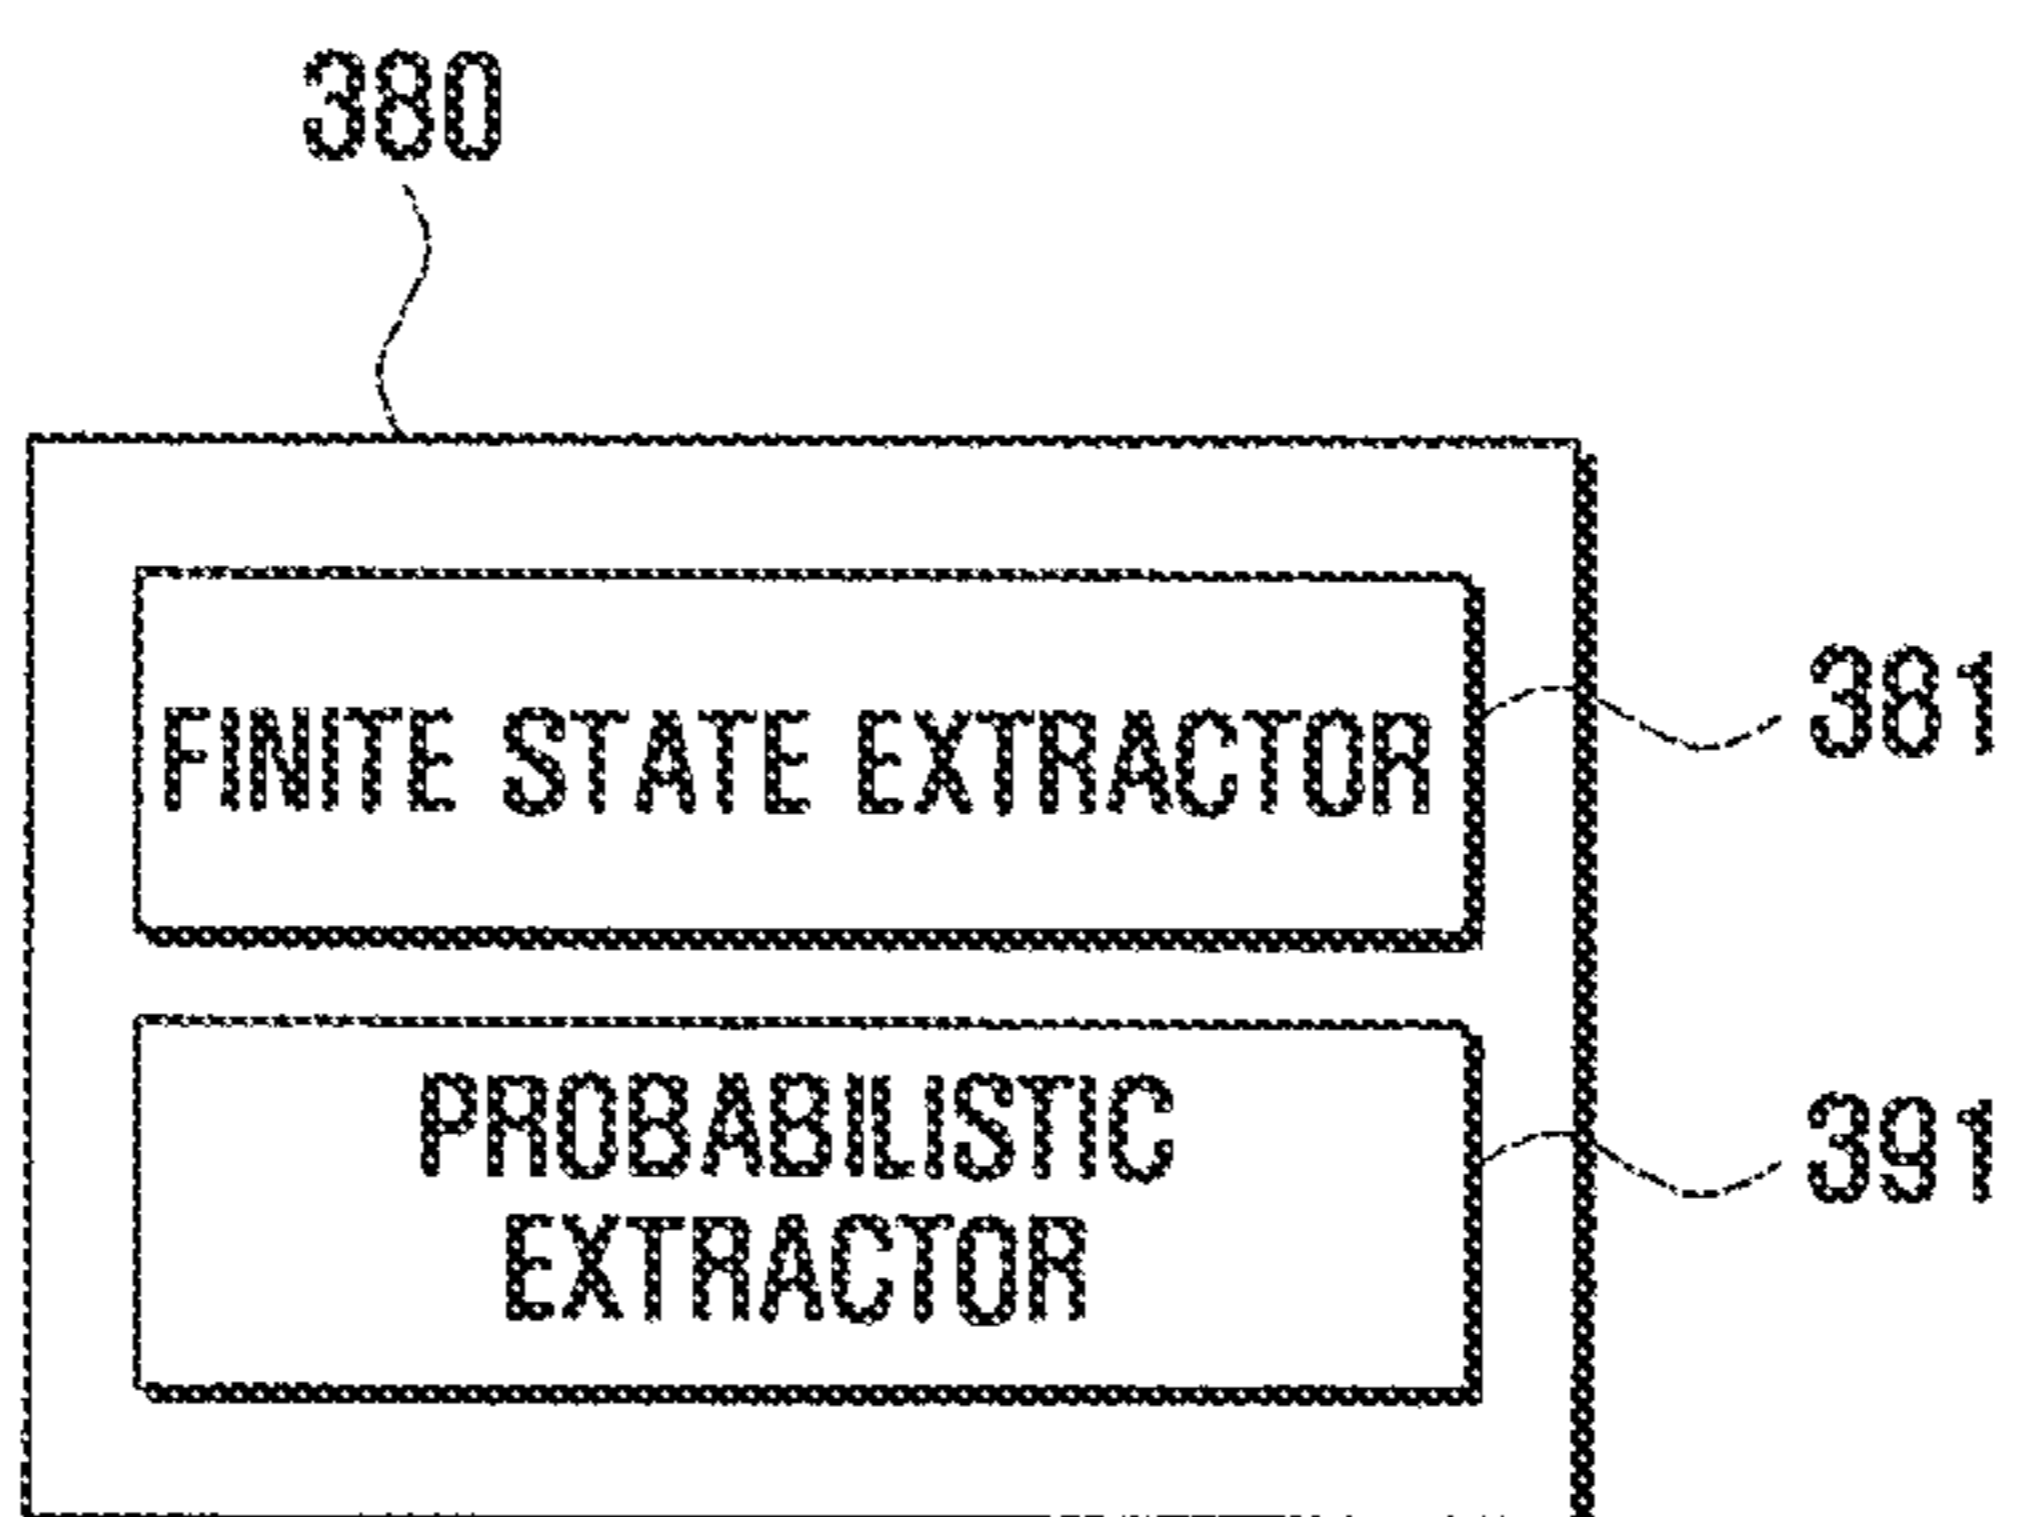 380
FINITE STATE EXTRACTOR
381
PROBABILISTIC
EXTRACTOR
391